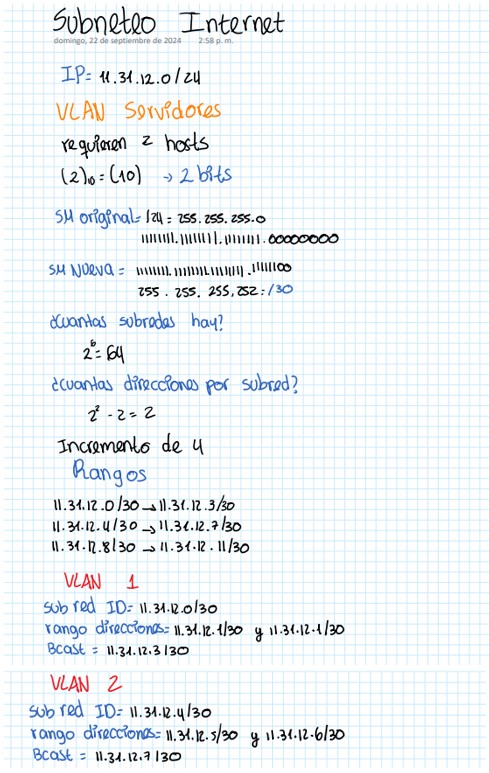 Subneteo Internet
domingo, 22 de septiembre de 2024 2:58 p. m.
IP= 11.31.12.0/24
VLAN Servidores
requieren 2 hosts
(2)10 = (10) → 2 bits
SM original= /24 = 255.255.255.0
11111111.11111111.11111111.00000000
SM Nueva = 11111111.11111111.11111111.11111100
255.255.255.252:/30
¿Cuantas subredes hay?
2^6 = 64
¿Cuantas direcciones por subred?
2^2 - 2 = 2
Incremento de 4
Rangos
11.31.12.0/30 → 11.31.12.3/30
11.31.12.4/30 → 11.31.12.7/30
11.31.12.8/30 → 11.31.12.11/30
VLAN 1
sub red ID= 11.31.12.0/30
rango direcciones= 11.31.12.1/30 y 11.31.12.1/30
Bcast = 11.31.12.3/30
VLAN 2
sub red ID= 11.31.12.4/30
rango direcciones= 11.31.12.5/30 y 11.31.12.6/30
Bcast = 11.31.12.7/30